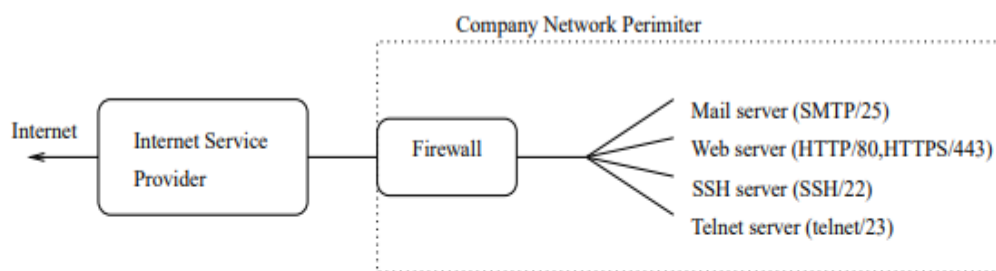 Company Network Perimiter
Internet
Internet Service
Provider
Firewall
Mail server (SMTP/25)
Web server (HTTP/80,HTTPS/443)
SSH server (SSH/22)
Telnet server (telnet/23)